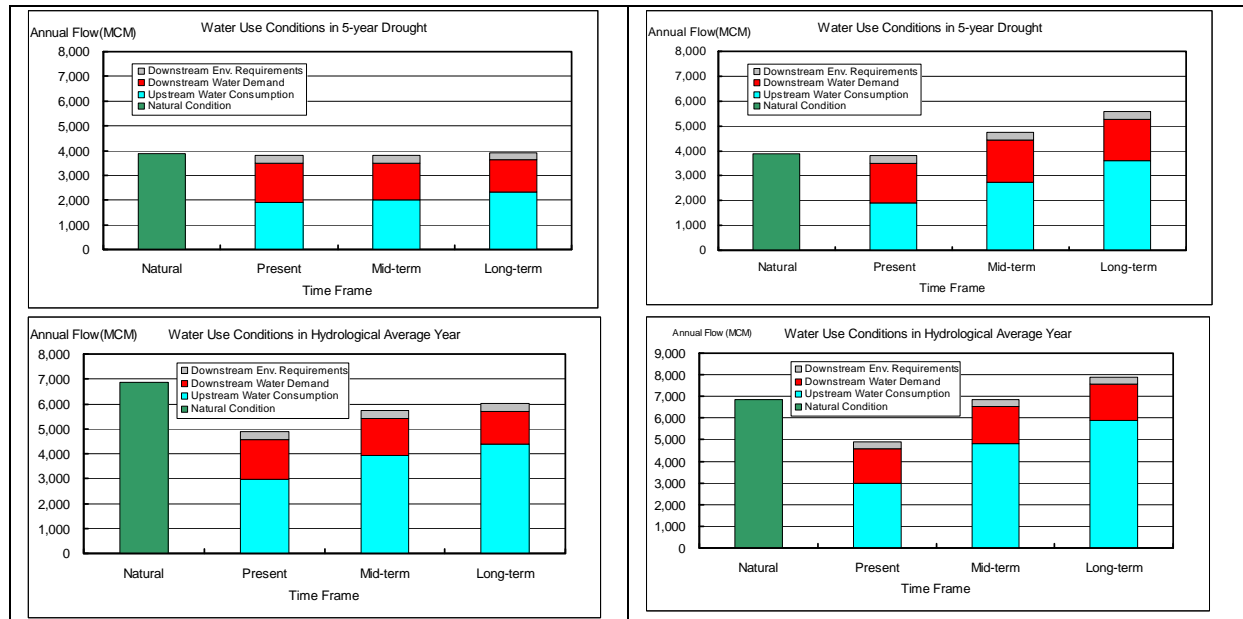 Water Use Conditions in 5-year Drought
Annual Flow(MCM)
8,000
7,000
6,000
5,000
4,000
3,000
2,000
1,000
0
Downstream Env. Requirements
Downstream Water Demand
Upstream Water Consumption
Natural Condition
Natural Present Mid-term Long-term
Time Frame
Water Use Conditions in 5-year Drought
Annual Flow(MCM)
8,000
7,000
6,000
5,000
4,000
3,000
2,000
1,000
0
Downstream Env. Requirements
Downstream Water Demand
Upstream Water Consumption
Natural Condition
Natural Present Mid-term Long-term
Time Frame
Annual Flow(MCM) Water Use Conditions in Hydrological Average Year
8,000
7,000
6,000
5,000
4,000
3,000
2,000
1,000
0
Downstream Env. Requirements
Downstream Water Demand
Upstream Water Consumption
Natural Condition
Natural Present Mid-term Long-term
Time Frame
Annual Flow (MCM) Water Use Conditions in Hydrological Average Year
9,000
8,000
7,000
6,000
5,000
4,000
3,000
2,000
1,000
0
Downstream Env. Requirements
Downstream Water Demand
Upstream Water Consumption
Natural Condition
Natural Present Mid-term Long-term
Time Frame